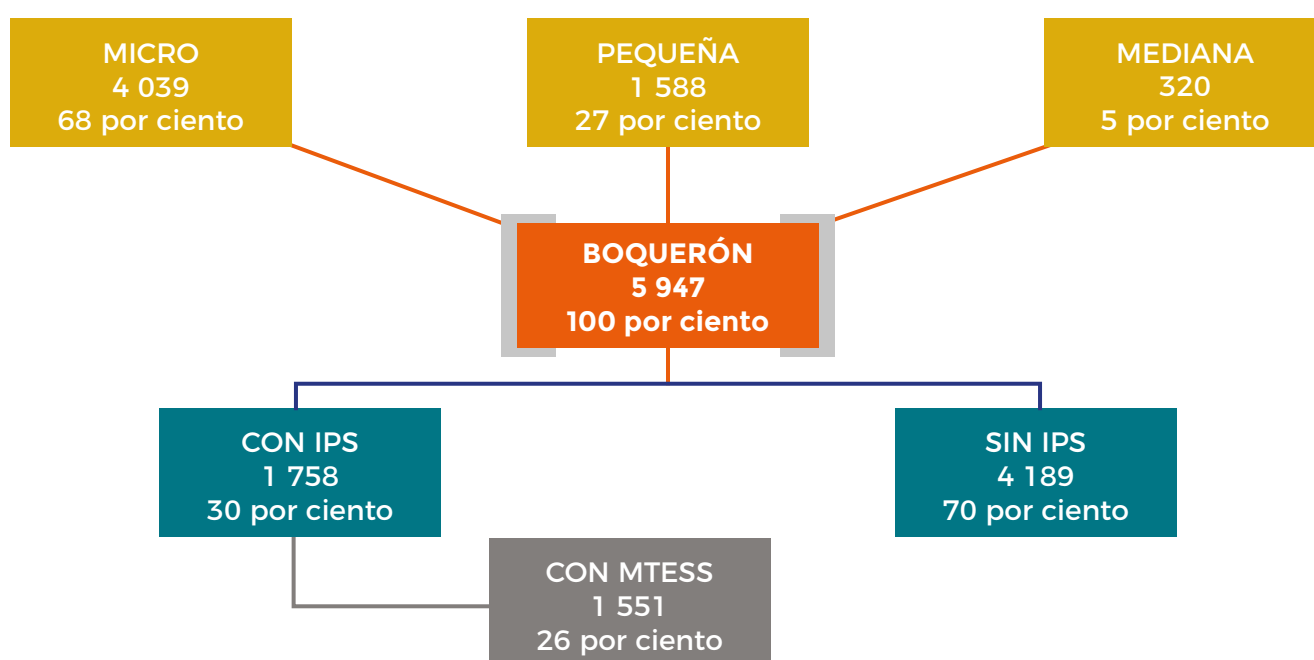 MICRO
4 039
68 por ciento
PEQUEÑA
1 588
27 por ciento
MEDIANA
320
5 por ciento
BOQUERÓN
5 947
100 por ciento
CON IPS
1 758
30 por ciento
SIN IPS
4 189
70 por ciento
CON MTESS
1 551
26 por ciento